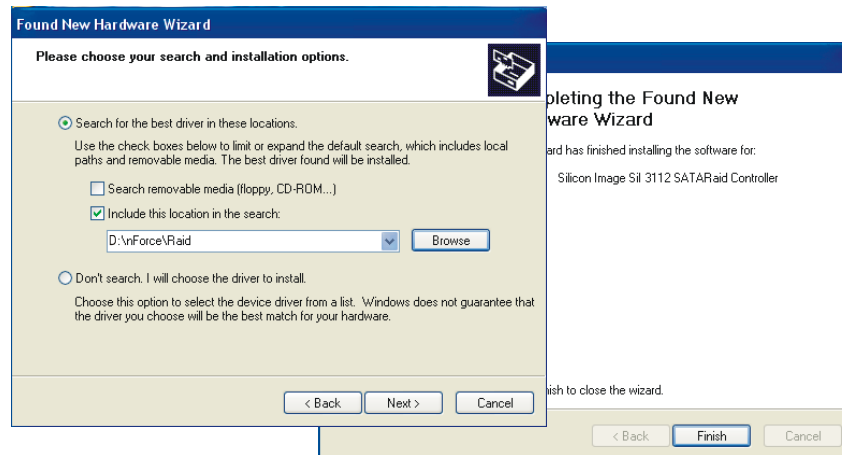 Found New Hardware Wizard
Please choose your search and installation options.
Search for the best driver in these locations.
Use the check boxes below to limit or expand the default search, which includes local
paths and removable media. The best driver found will be installed.
Search removable media (floppy, CD-ROM...)
Include this location in the search:
D:\nForce\Raid
Browse
Don't search. I will choose the driver to install.
Choose this option to select the device driver from a list. Windows does not guarantee that
the driver you choose will be the best match for your hardware.
< Back Next > Cancel
pleting the Found New
ware Wizard
ard has finished installing the software for:
Silicon Image SiI 3112 SATARaid Controller
ish to close the wizard.
< Back Finish Cancel